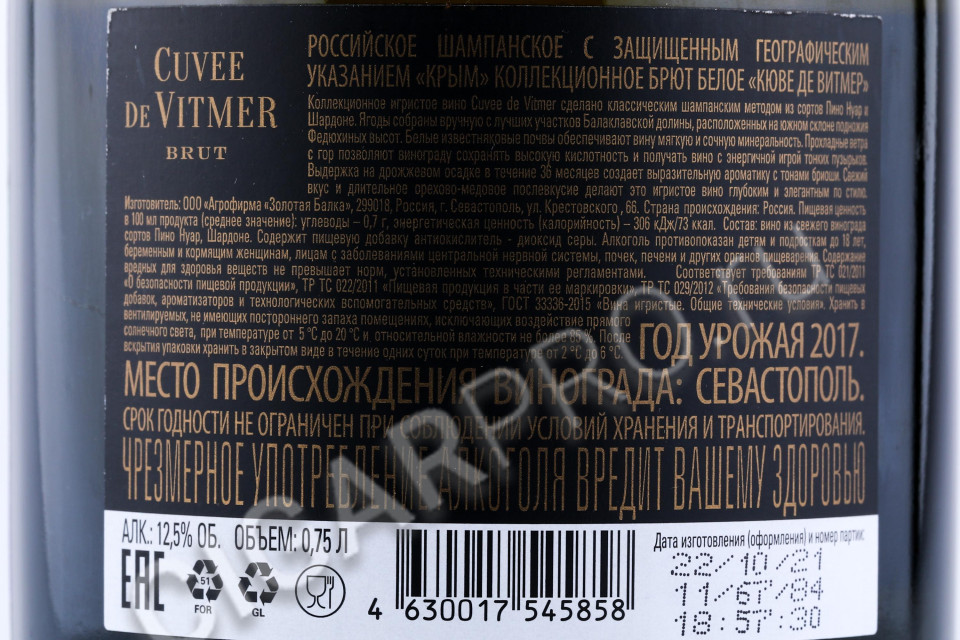 CUVEE
DE VITMER
BRUT
РОССИЙСКОЕ ШАМПАНСКОЕ С ЗАЩИЩЕННЫМ ГЕОГРАФИЧЕСКИМ
УКАЗАНИЕМ «КРЫМ» КОЛЛЕКЦИОННОЕ БРЮТ БЕЛОЕ «КЮВЕ ДЕ ВИТМЕР»
Коллекционное игристое вино Cuvee de Vitmer сделано классическим шампанским методом из сортов Пино Нуар и
Шардоне. Ягоды собраны вручную с лучших участков Балаклавской долины, расположенных на южном склоне подножия
Федюхиных высот. Белые известняковые почвы обеспечивают вину мягкую и сочную минеральность. Прохладные ветра
с гор позволяют винограду сохранять высокую кислотность и получать вино с энергичной игрой тонких пузырьков.
Выдержка на дрожжевом осадке в течение 36 месяцев создает выразительную ароматику с тонами бриоши. Свежий
вкус и длительное орехово-медовое послевкусие делают это игристое вино глубоким и элегантным по стилю.
Изготовитель: ООО «Агрофирма «Золотая Балка», 299018, Россия, г. Севастополь, ул. Крестовского , 66. Страна происхождения: Россия. Пищевая ценность
в 100 мл продукта (среднее значение): углеводы – 0,7 г, энергетическая ценность (калорийность) – 306 кДж/73 ккал. Состав: вино из свежего винограда
сортов Пино Нуар, Шардоне. Содержит пищевую добавку антиокислитель - диоксид серы. Алкоголь противопоказан детям и подросткам до 18 лет,
беременным и кормящим женщинам, лицам с заболеваниями центральной нервной системы, почек, печени и других органов пищеварения. Содержание
вредных для здоровья веществ не превышает норм, установленных техническими регламентами. Соответствует требованиям ТР ТС 021/2011
«О безопасности пищевой продукции», ТР ТС 022/2011 «Пищевая продукция в части ее маркировки» ТР ТС 029/2012 «Требования безопасности пищевых
добавок, ароматизаторов и технологических вспомогательных средств», ГОСТ 33336-2015 «Вина игристые. Общие технические условия». Хранить в
вентилируемых, не имеющих постороннего запаха помещениях, исключающих воздействие прямого
солнечного света, при температуре от 5 °С до 20 °С и относительной влажности не более 85 %. После
вскрытия упаковки хранить в закрытом виде в течение одних суток при температуре от 2 °С до 6 °С.
ГОД УРОЖАЯ 2017.
МЕСТО ПРОИСХОЖДЕНИЯ ВИНОГРАДА: СЕВАСТОПОЛЬ.
СРОК ГОДНОСТИ НЕ ОГРАНИЧЕН ПРИ СОБЛЮДЕНИИ УСЛОВИЙ ХРАНЕНИЯ И ТРАНСПОРТИРОВАНИЯ.
ЧРЕЗМЕРНОЕ УПОТРЕБЛЕНИЕ АЛКОГОЛЯ ВРЕДИТ ВАШЕМУ ЗДОРОВЬЮ
АЛК.: 12,5% ОБ. ОБЪЕМ: 0,75 Л
EAC
51
FOR
GL
4 630017 545858
Дата изготовления (оформления) и номер партии:
22/10/21
11/67/84
18:57:30
CIGARPRO.RU